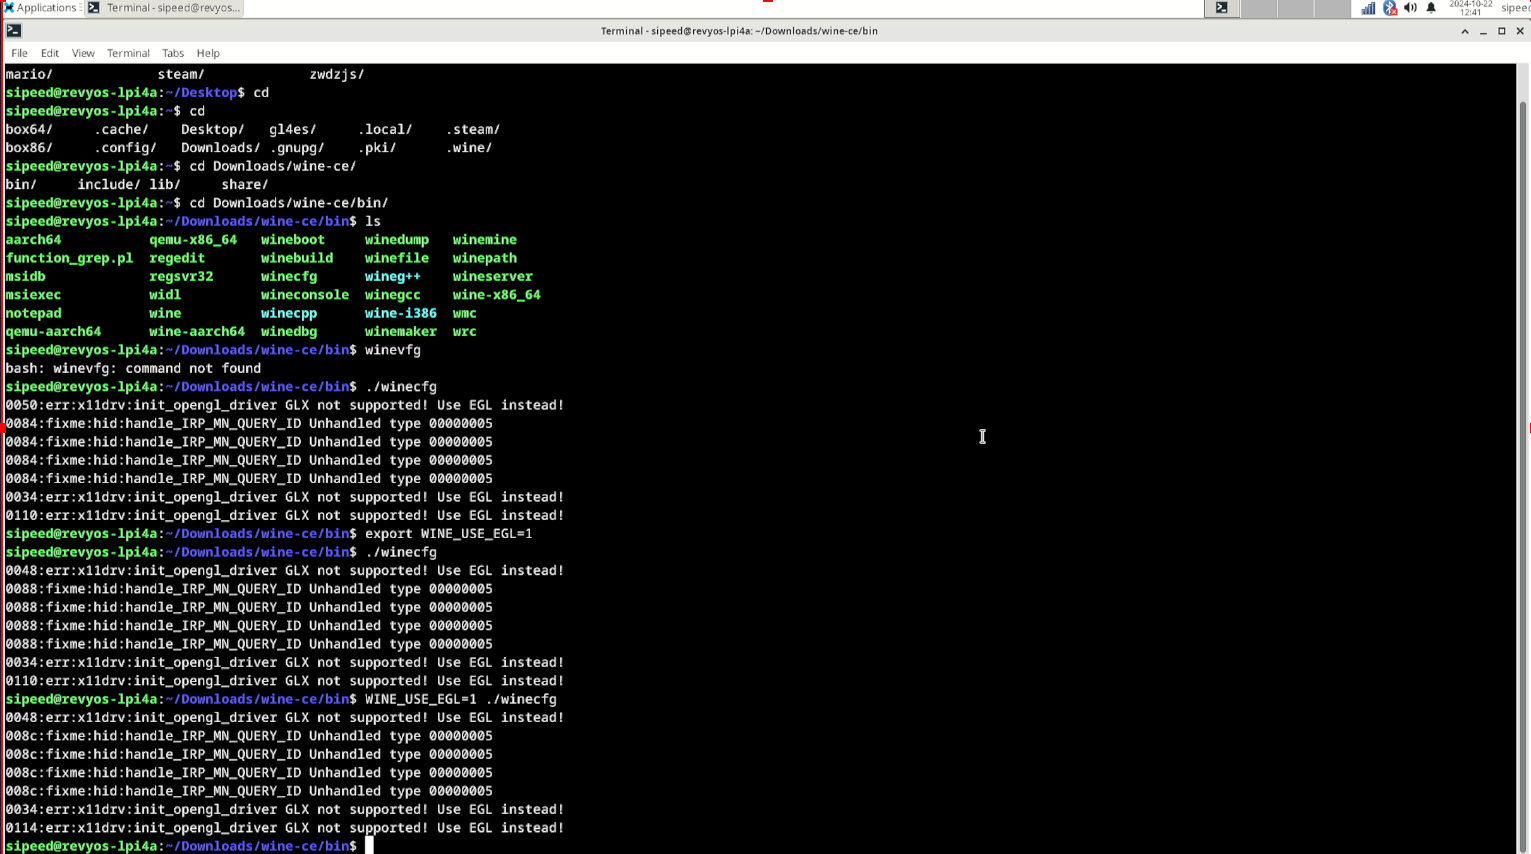 Applications
Terminal - sipeed@revyos...
2024-10-22
12:41
sipeed
Terminal - sipeed@revyos-lpi4a: ~/Downloads/wine-ce/bin
File Edit View Terminal Tabs Help
mario/ steam/ zwdzjs/
sipeed@revyos-lpi4a:~/Desktop$ cd
sipeed@revyos-lpi4a:~$ cd
box64/ .cache/ Desktop/ gl4es/ .local/ .steam/
box86/ .config/ Downloads/ .gnupg/ .pki/ .wine/
sipeed@revyos-lpi4a:~$ cd Downloads/wine-ce/
bin/ include/ lib/ share/
sipeed@revyos-lpi4a:~$ cd Downloads/wine-ce/bin/
sipeed@revyos-lpi4a:~/Downloads/wine-ce/bin$ ls
aarch64 qemu-x86_64 wineboot winedump winemine
function_grep.pl regedit winebuild winefile winepath
msidb regsvr32 winecfg wineg++ wineserver
msiexec widl wineconsole winegcc wine-x86_64
notepad wine winecpp wine-i386 wmc
qemu-aarch64 wine-aarch64 winedbg winemaker wrc
sipeed@revyos-lpi4a:~/Downloads/wine-ce/bin$ winevfg
bash: winevfg: command not found
sipeed@revyos-lpi4a:~/Downloads/wine-ce/bin$ ./winecfg
0050:err:x11drv:init_opengl_driver GLX not supported! Use EGL instead!
0084:fixme:hid:handle_IRP_MN_QUERY_ID Unhandled type 00000005
0084:fixme:hid:handle_IRP_MN_QUERY_ID Unhandled type 00000005
0084:fixme:hid:handle_IRP_MN_QUERY_ID Unhandled type 00000005
0084:fixme:hid:handle_IRP_MN_QUERY_ID Unhandled type 00000005
0034:err:x11drv:init_opengl_driver GLX not supported! Use EGL instead!
0110:err:x11drv:init_opengl_driver GLX not supported! Use EGL instead!
sipeed@revyos-lpi4a:~/Downloads/wine-ce/bin$ export WINE_USE_EGL=1
sipeed@revyos-lpi4a:~/Downloads/wine-ce/bin$ ./winecfg
0048:err:x11drv:init_opengl_driver GLX not supported! Use EGL instead!
0088:fixme:hid:handle_IRP_MN_QUERY_ID Unhandled type 00000005
0088:fixme:hid:handle_IRP_MN_QUERY_ID Unhandled type 00000005
0088:fixme:hid:handle_IRP_MN_QUERY_ID Unhandled type 00000005
0088:fixme:hid:handle_IRP_MN_QUERY_ID Unhandled type 00000005
0034:err:x11drv:init_opengl_driver GLX not supported! Use EGL instead!
0110:err:x11drv:init_opengl_driver GLX not supported! Use EGL instead!
sipeed@revyos-lpi4a:~/Downloads/wine-ce/bin$ WINE_USE_EGL=1 ./winecfg
0048:err:x11drv:init_opengl_driver GLX not supported! Use EGL instead!
008c:fixme:hid:handle_IRP_MN_QUERY_ID Unhandled type 00000005
008c:fixme:hid:handle_IRP_MN_QUERY_ID Unhandled type 00000005
008c:fixme:hid:handle_IRP_MN_QUERY_ID Unhandled type 00000005
008c:fixme:hid:handle_IRP_MN_QUERY_ID Unhandled type 00000005
0034:err:x11drv:init_opengl_driver GLX not supported! Use EGL instead!
0114:err:x11drv:init_opengl_driver GLX not supported! Use EGL instead!
sipeed@revyos-lpi4a:~/Downloads/wine-ce/bin$